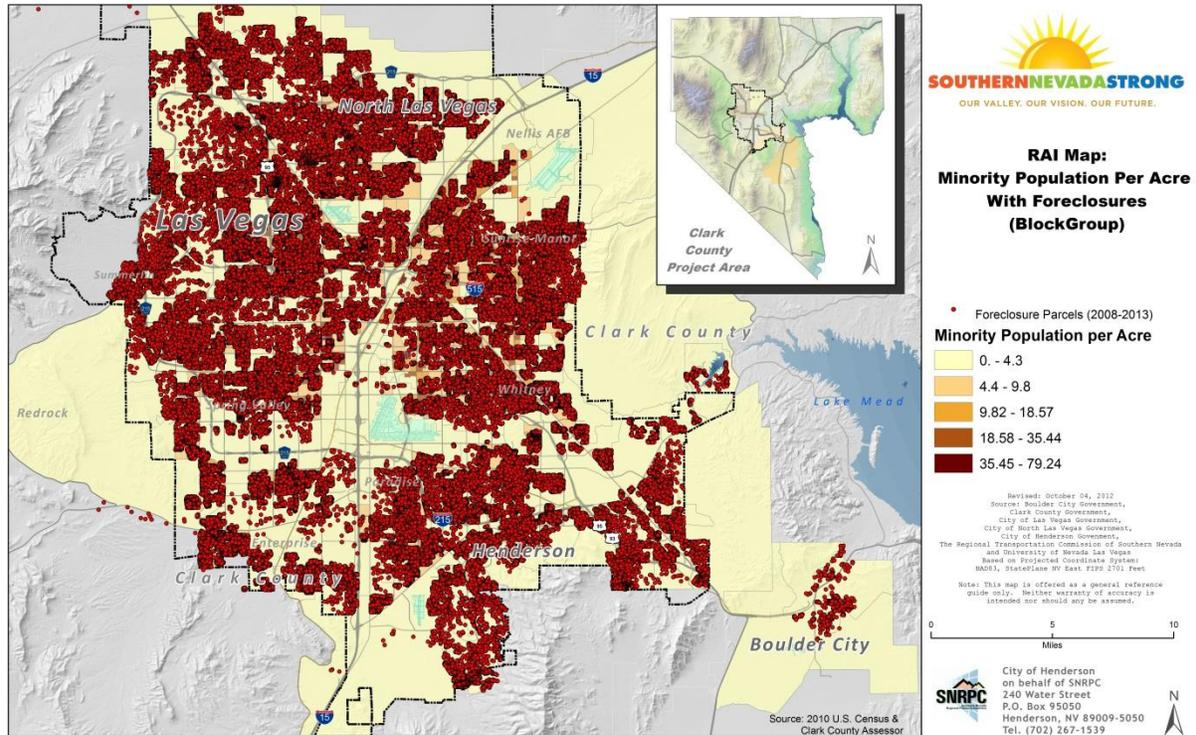 North Las Vegas
Nellis AFB
15
95
Las Vegas
Sunrise Manor
Summerlin
515
Clark County
Redrock
Spring Valley
Whitney
Lake Mead
Paradise
215
95
93
Enterprise
Henderson
Clark County
Boulder City
15
Source: 2010 U.S. Census &
Clark County Assessor
Clark
County
Project Area
N
SOUTHERNNEVADASTRONG
OUR VALLEY. OUR VISION. OUR FUTURE.
RAI Map:
Minority Population Per Acre
With Foreclosures
(BlockGroup)
Foreclosure Parcels (2008-2013)
Minority Population per Acre
0. - 4.3
4.4 - 9.8
9.82 - 18.57
18.58 - 35.44
35.45 - 79.24
Revised: October 04, 2012
Source: Boulder City Government,
Clark County Government,
City of Las Vegas Government,
City of North Las Vegas Government,
City of Henderson Govenment,
The Regional Transportation Commission of Southern Nevada
and University of Nevada Las Vegas
Based on Projected Coordinate System:
NAD83, StatePlane NV East FIPS 2701 Feet
Note: This map is offered as a general reference
guide only. Neither warranty of accuracy is
intended nor should any be assumed.
0 5 10
Miles
SNRPC
City of Henderson
on behalf of SNRPC
240 Water Street
P.O. Box 95050
Henderson, NV 89009-5050
Tel. (702) 267-1539
N